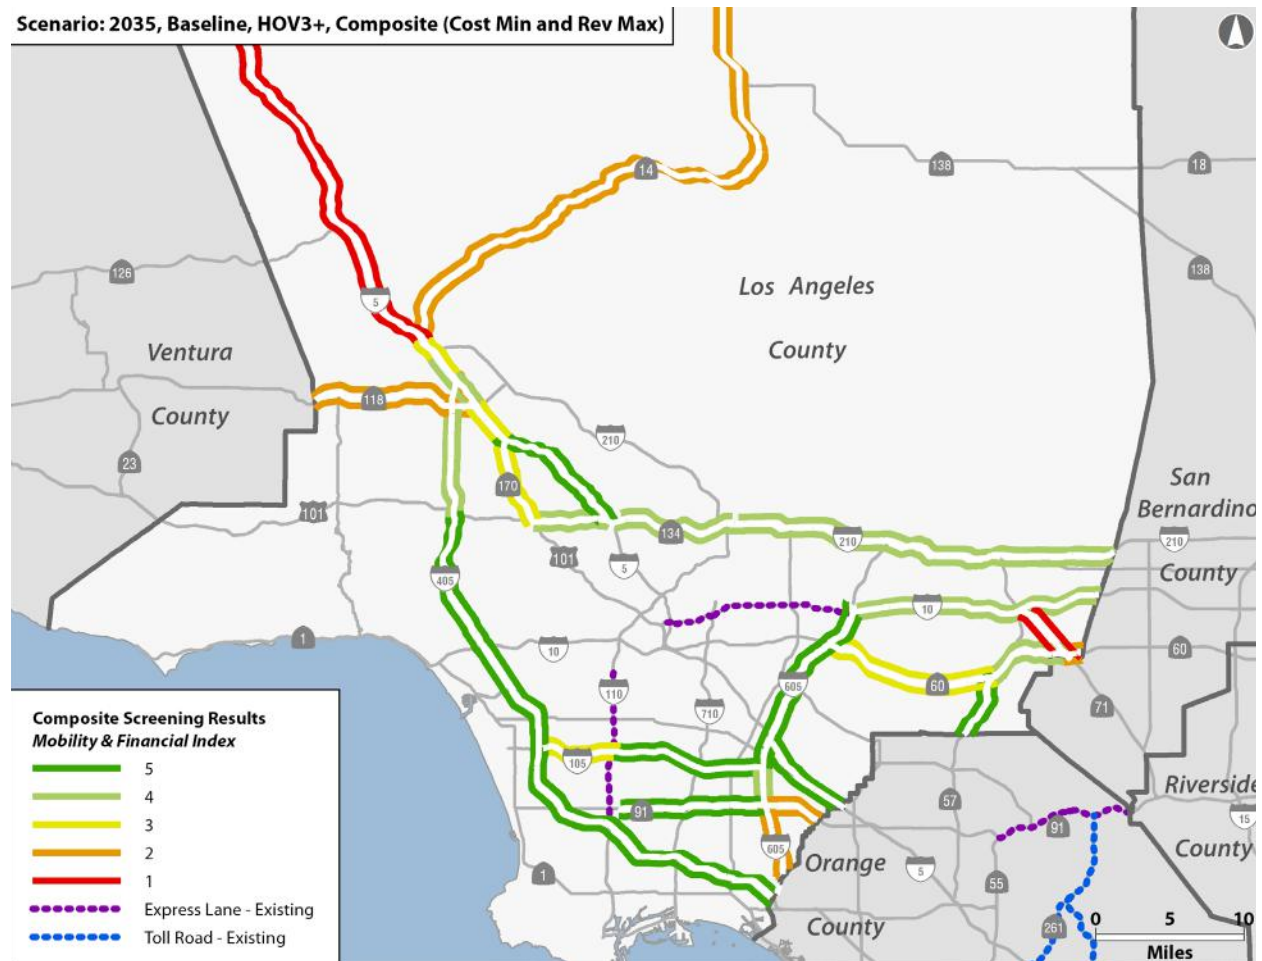 Scenario: 2035, Baseline, HOV3+, Composite (Cost Min and Rev Max)
14
138
18
126
138
5
Los Angeles
County
Ventura
County
118
210
23
170
101
San
Bernardino
134
210
210
101
5
County
405
10
1
10
60
110
605
60
710
71
105
Composite Screening Results
Mobility & Financial Index
5
4
3
2
1
Express Lane - Existing
Toll Road - Existing
91
57
91
Riverside
15
605
County
Orange
5
1
55
County
261
0 5 10
Miles